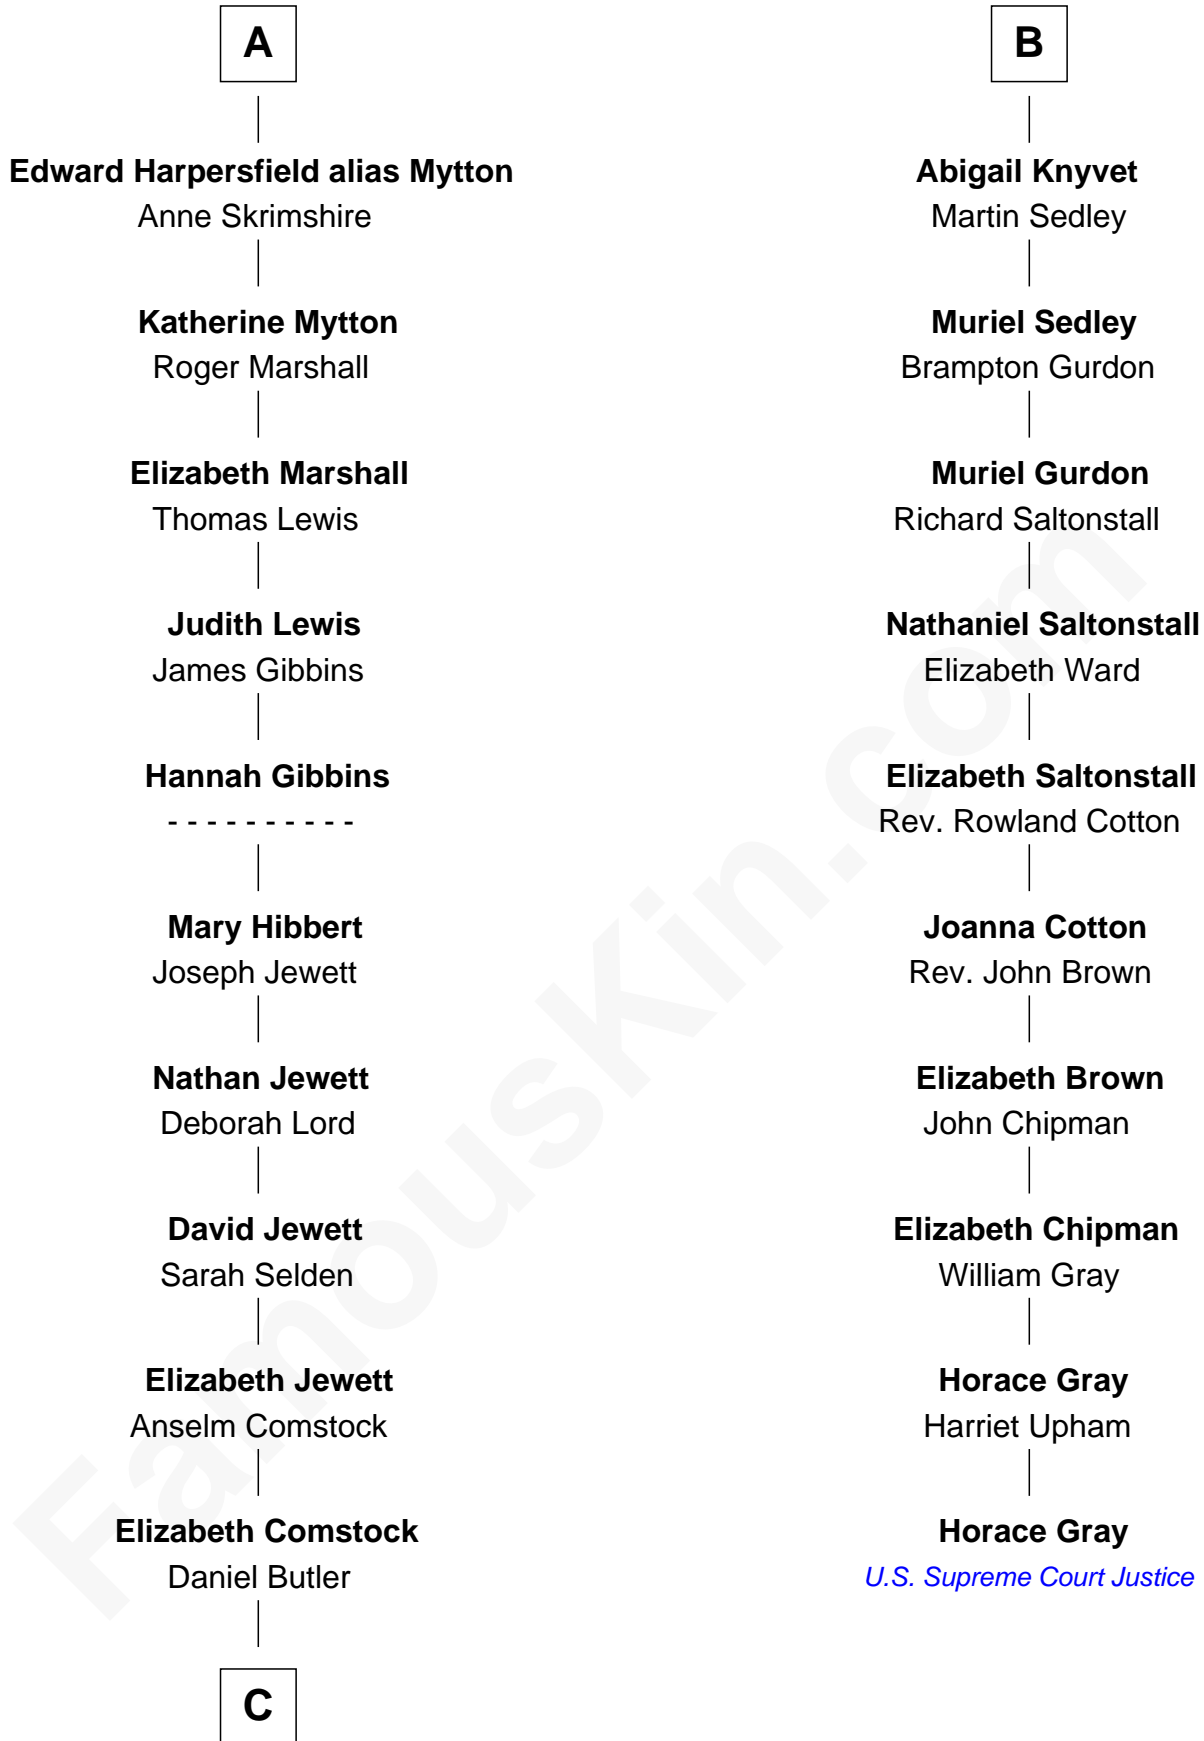 A
Edward Harpersfield alias Mytton
Anne Skrimshire
Katherine Mytton
Roger Marshall
Elizabeth Marshall
Thomas Lewis
Judith Lewis
James Gibbins
Hannah Gibbins
- - - - - - - - - -
Mary Hibbert
Joseph Jewett
Nathan Jewett
Deborah Lord
David Jewett
Sarah Selden
Elizabeth Jewett
Anselm Comstock
Elizabeth Comstock
Daniel Butler
C
B
Abigail Knyvet
Martin Sedley
Muriel Sedley
Brampton Gurdon
Muriel Gurdon
Richard Saltonstall
Nathaniel Saltonstall
Elizabeth Ward
Elizabeth Saltonstall
Rev. Rowland Cotton
Joanna Cotton
Rev. John Brown
Elizabeth Brown
John Chipman
Elizabeth Chipman
William Gray
Horace Gray
Harriet Upham
Horace Gray
U.S. Supreme Court Justice
FamousKin.com